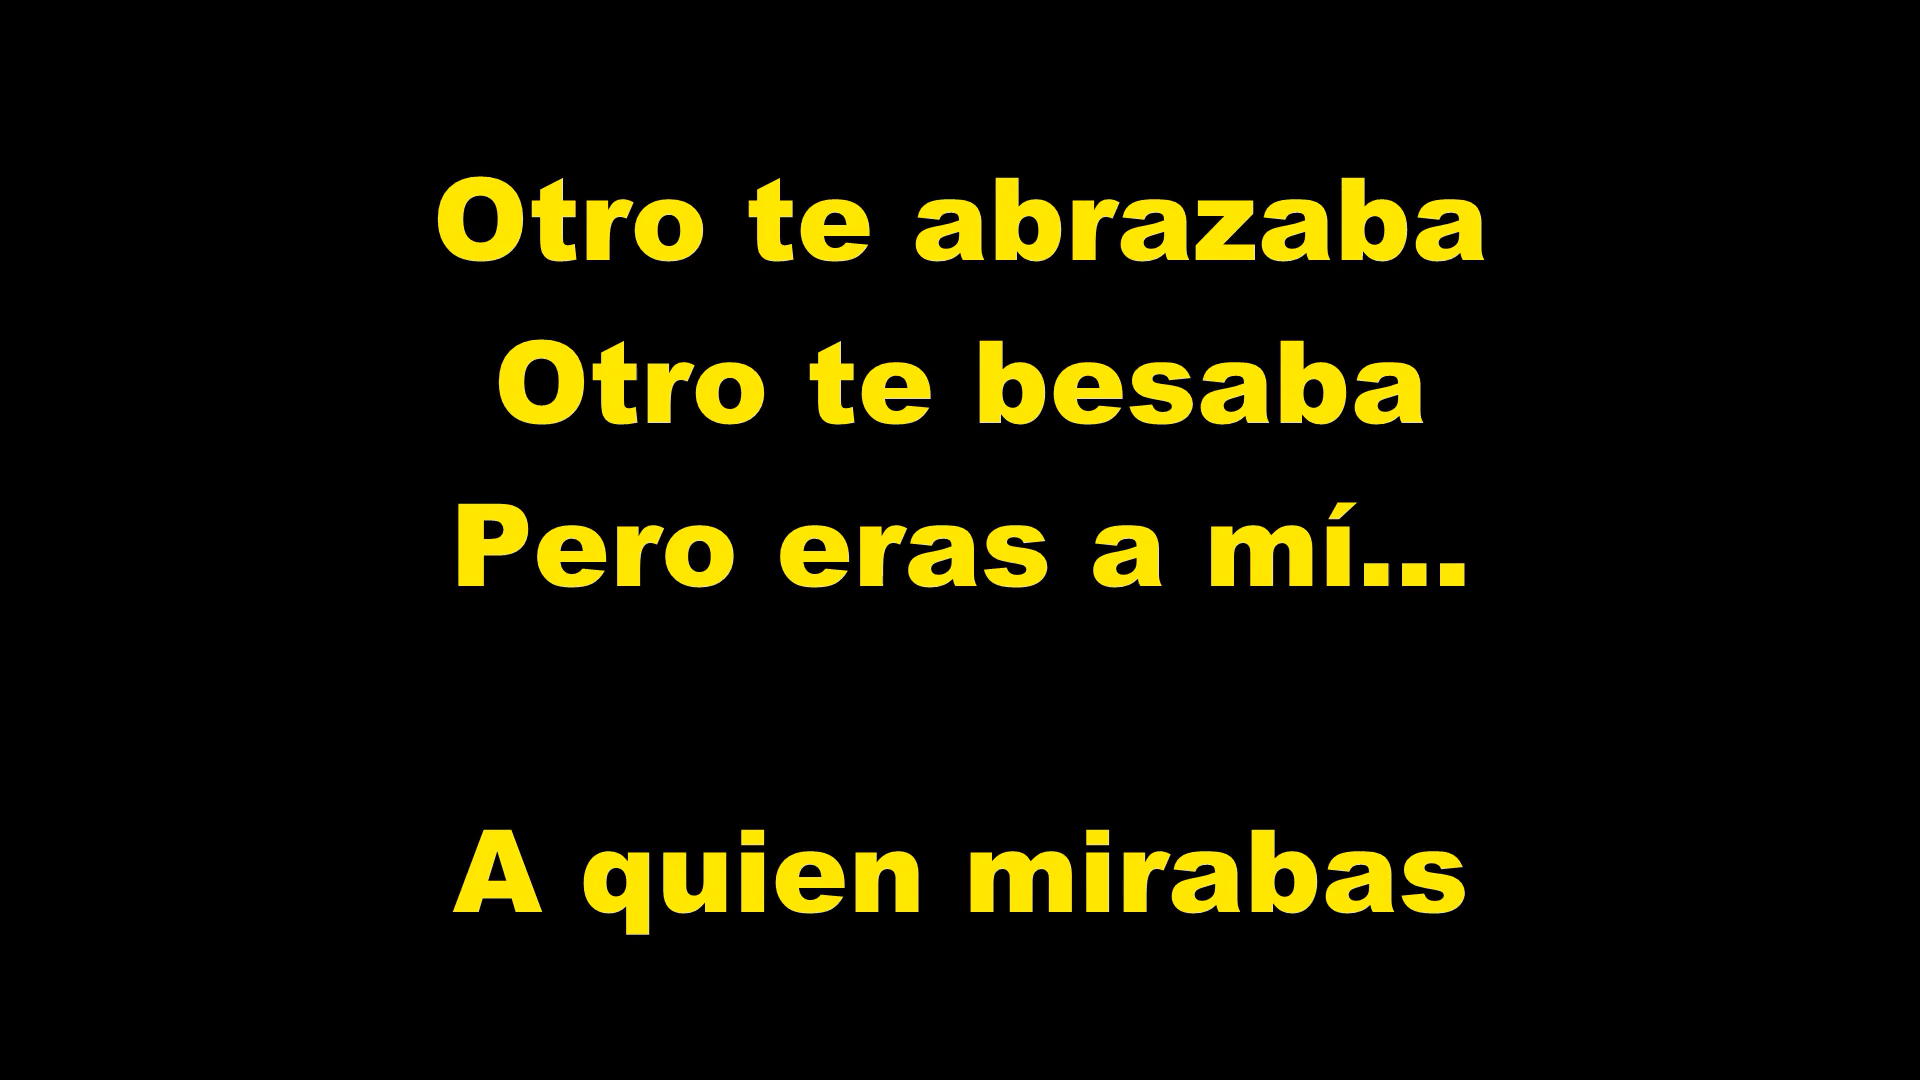 Otro te abrazaba
Otro te besaba
Pero eras a mí...
A quien mirabas